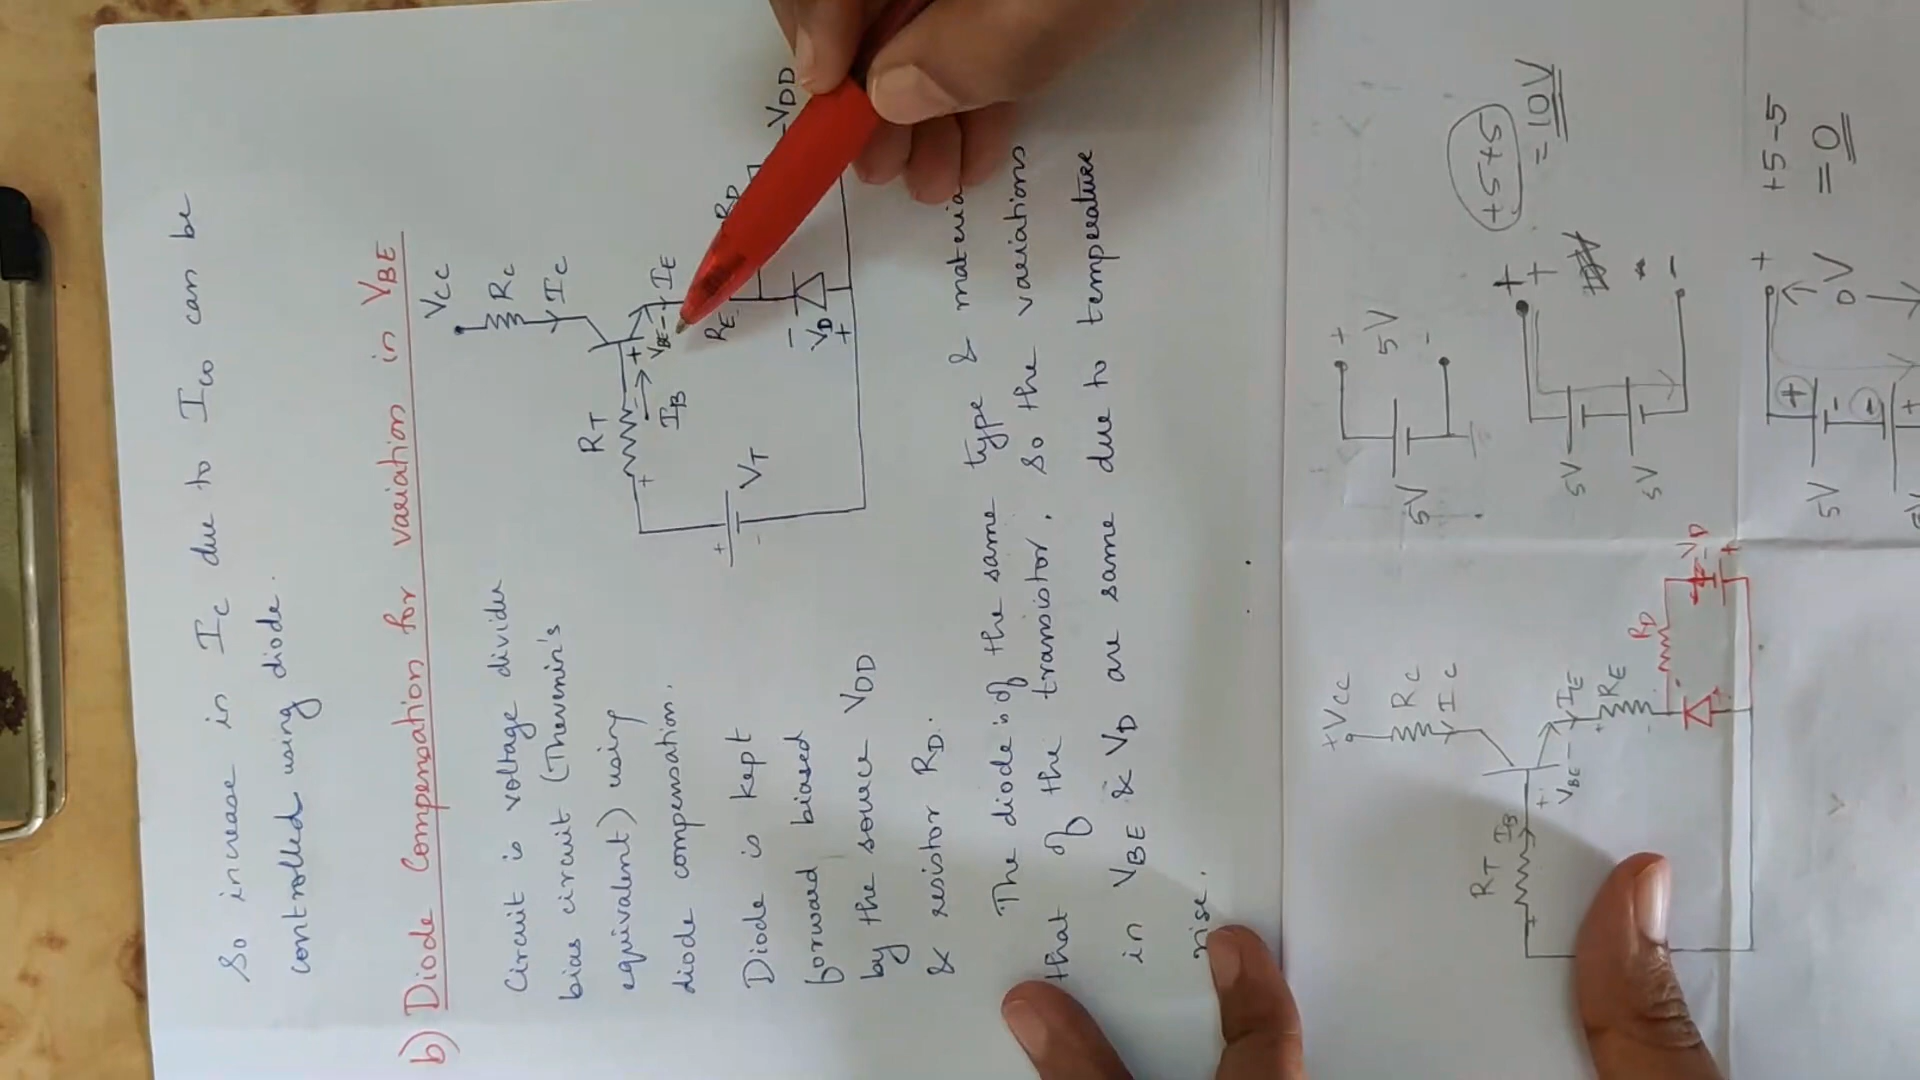 So increase in IC due to ICO can be
controlled using diode.
b) Diode Compensation for variation in VBE
Circuit is voltage divider
bias circuit (Thevenin's
equivalent) using
diode compensation.
Diode is kept
forward biased
by the source VDD
& resistor RD.
VCC
RC
IC
RT
+
IB
+
VBE -
IE
RE
RD
-VDD
+
VT
-
-
VD
+
The diode is of the same type & materia
that of the transistor, so the variations
in VBE & VD are same due to temperature
rise.
+VCC
RC
IC
RT
+
IB
+
VBE -
IE
+
RE
-
RD
-
VD
+
5V
+
5V
-
5V
5V
+
+
-
-
+5+5
= 10V
5V
+
-
-
+
5V
+
0V
+5-5
= 0